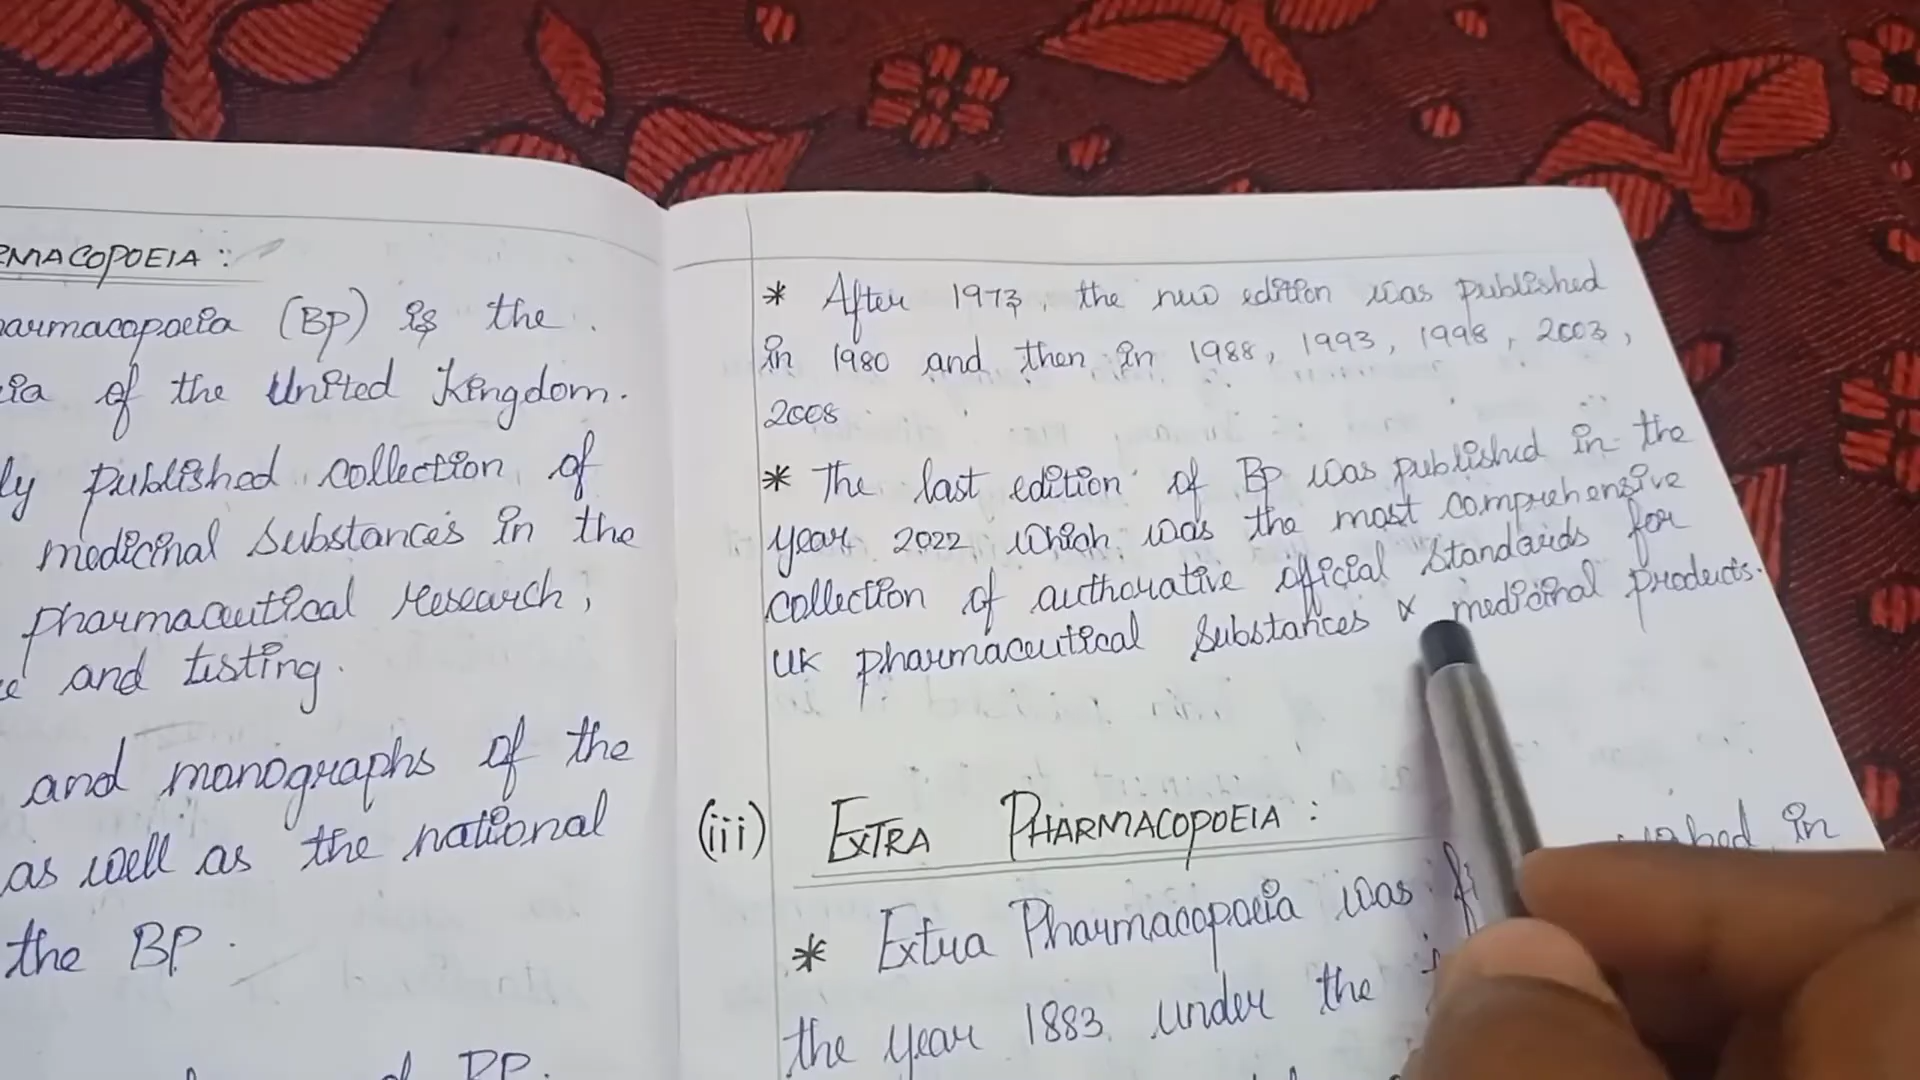 RMACOPOEIA :
armacopoeia (BP) is the
ia of the United Kingdom.
ly published collection of
medicinal substances in the
pharmaceutical research,
and testing.
and monographs of the
as well as the national
the BP.
* After 1973, the new edition was published
in 1980 and then in 1988, 1993, 1998, 2003,
2008
* The last edition of BP was published in the
year 2022 which was the most comprehensive
collection of authorative official standards for
UK pharmaceutical substances & medicinal products.
(iii) EXTRA PHARMACOPOEIA :
* Extra Pharmacopoeia was in
the year 1883 under the